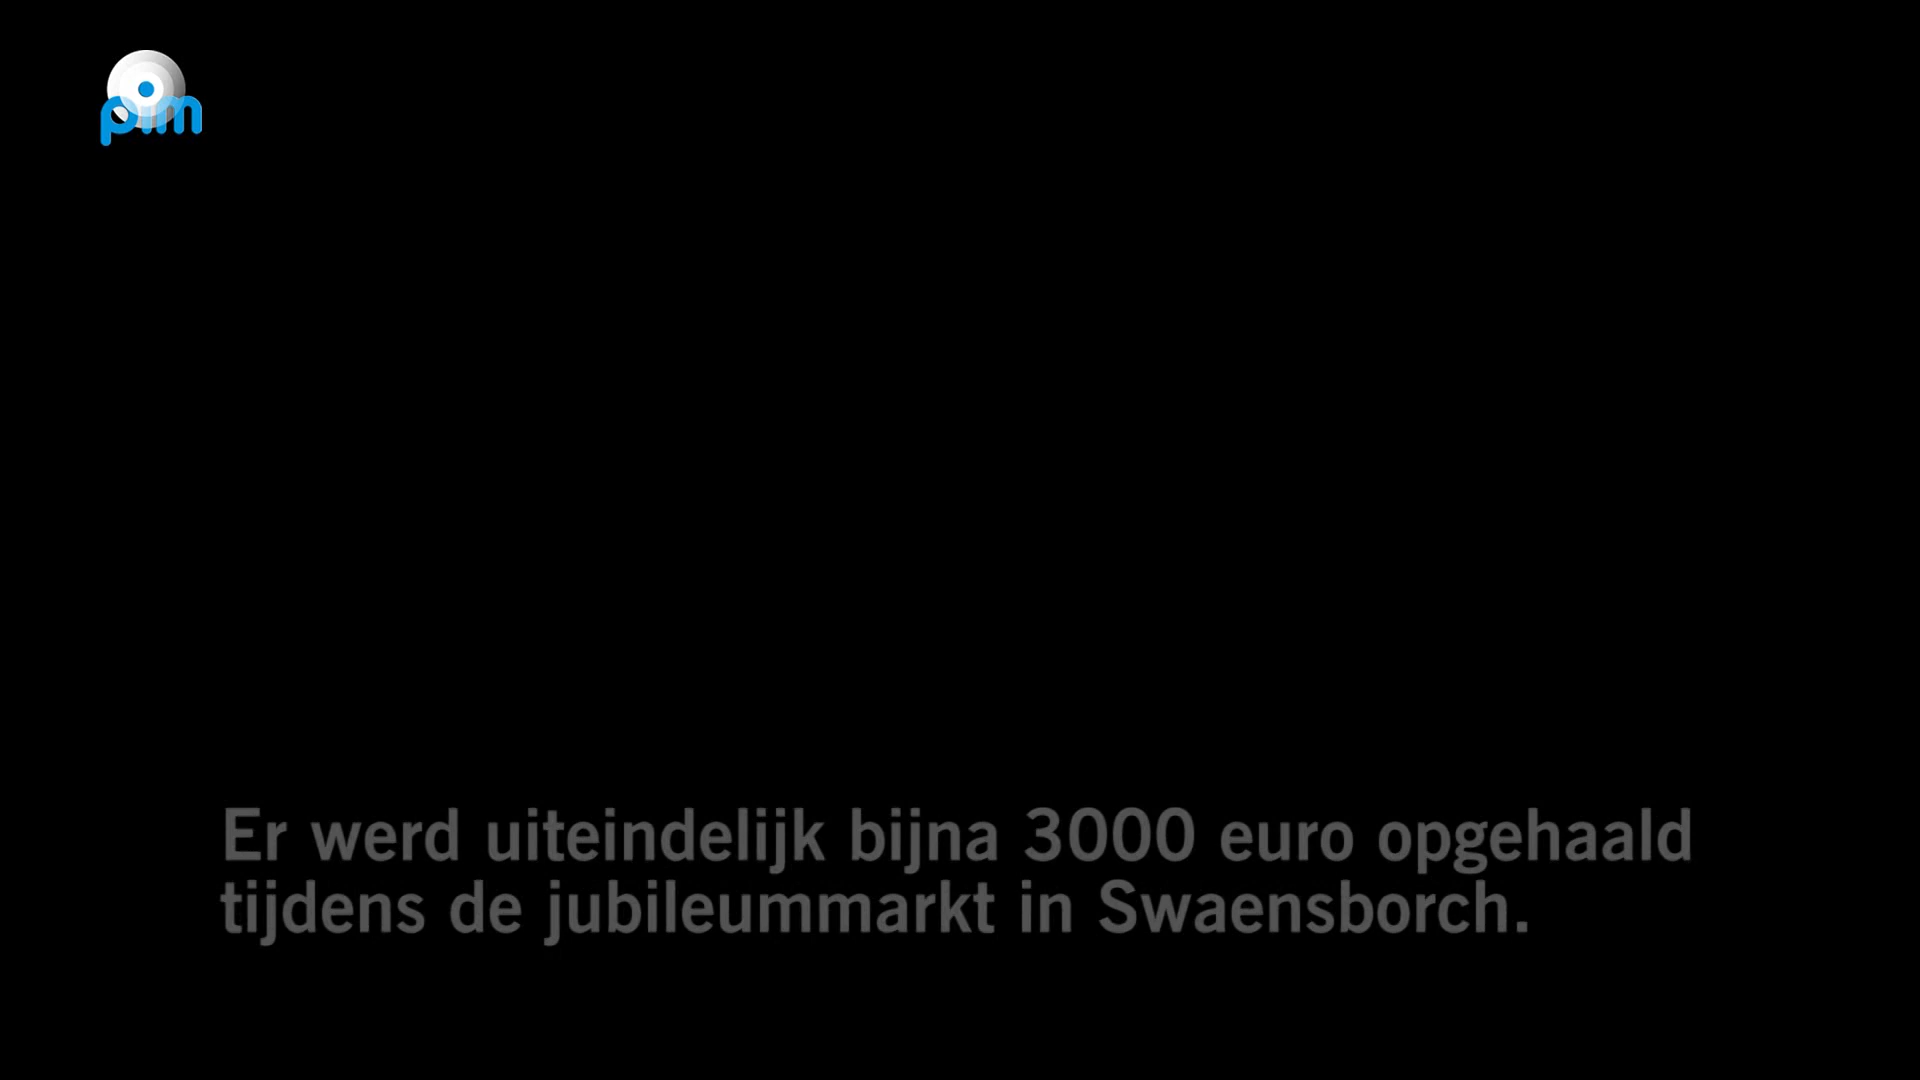 pim
Er werd uiteindelijk bijna 3000 euro opgehaald
tijdens de jubileummarkt in Swaensborch.